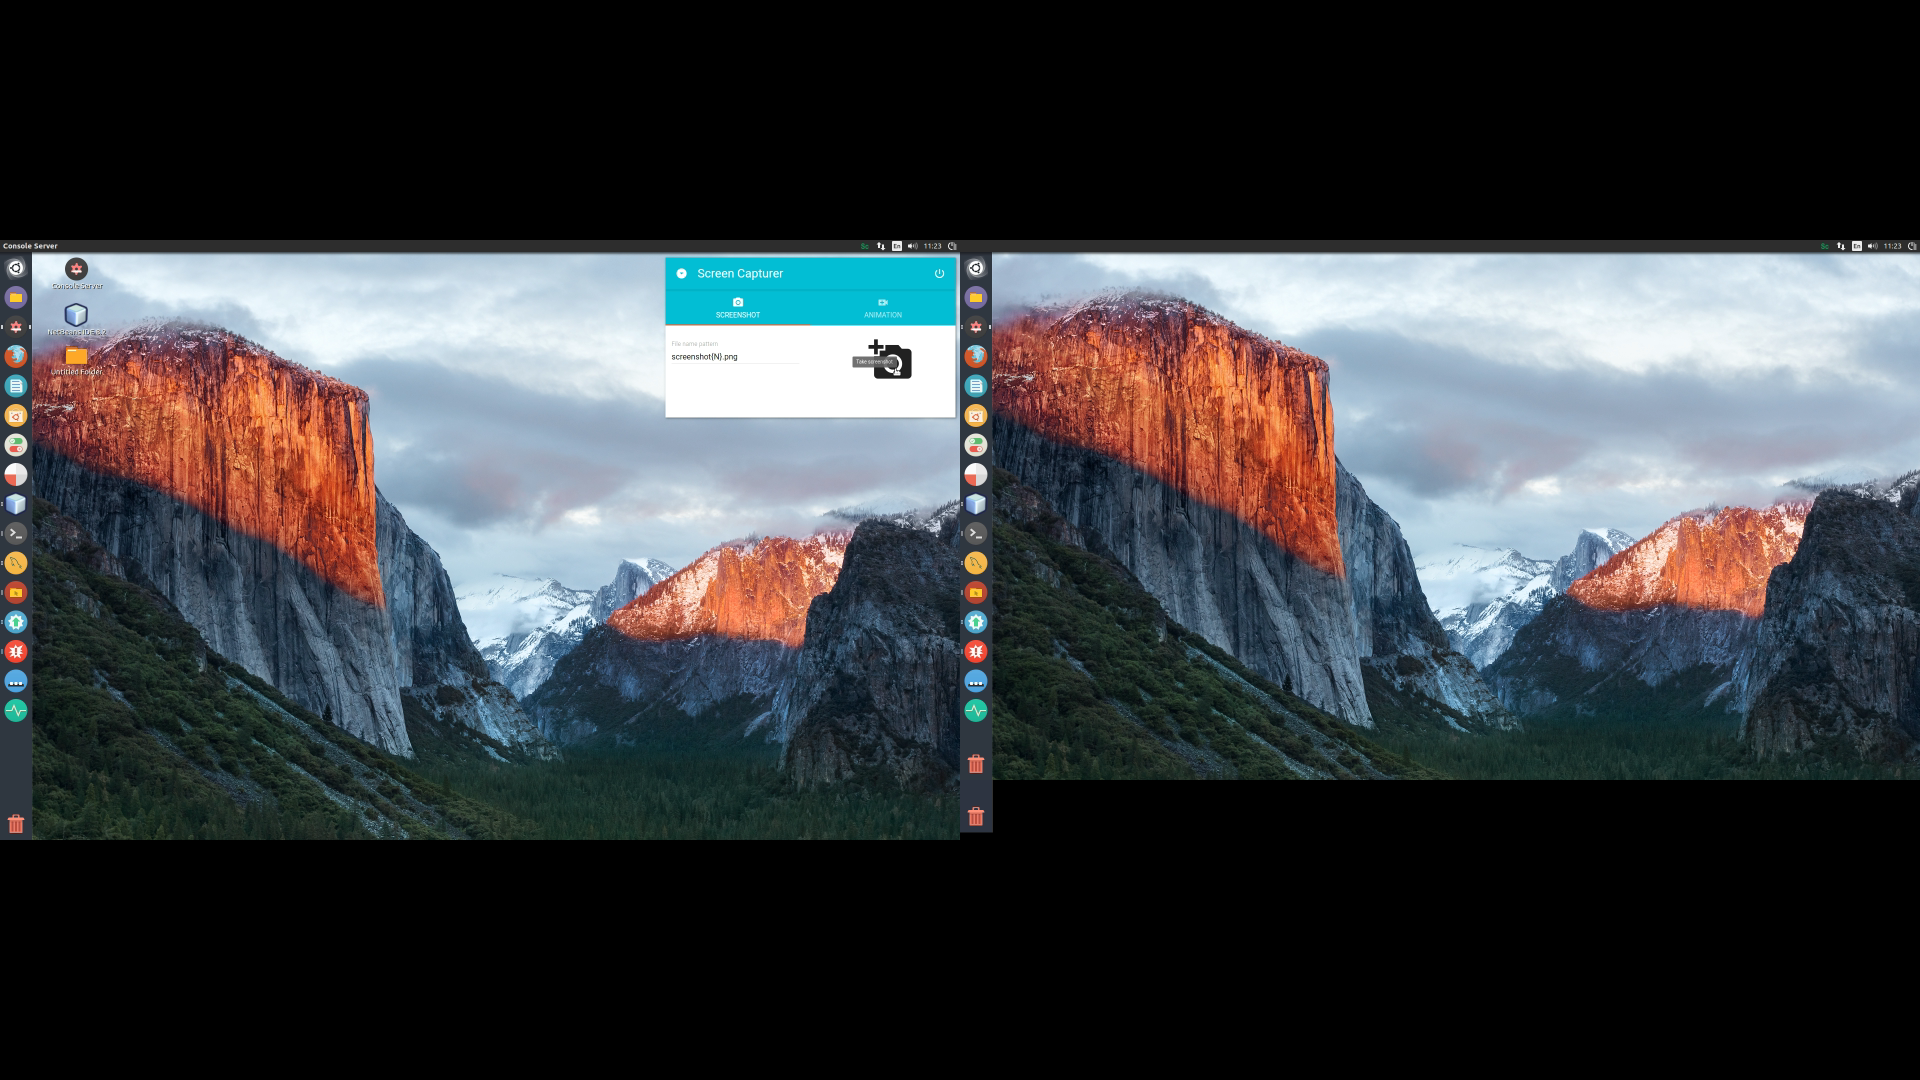 Console Server
Sc
En
11:23
Sc
En
11:23
Console Server
NetBeans IDE 8.2
Untitled Folder
Screen Capturer
SCREENSHOT
ANIMATION
File name pattern
screenshot{N}.png
Take screenshot